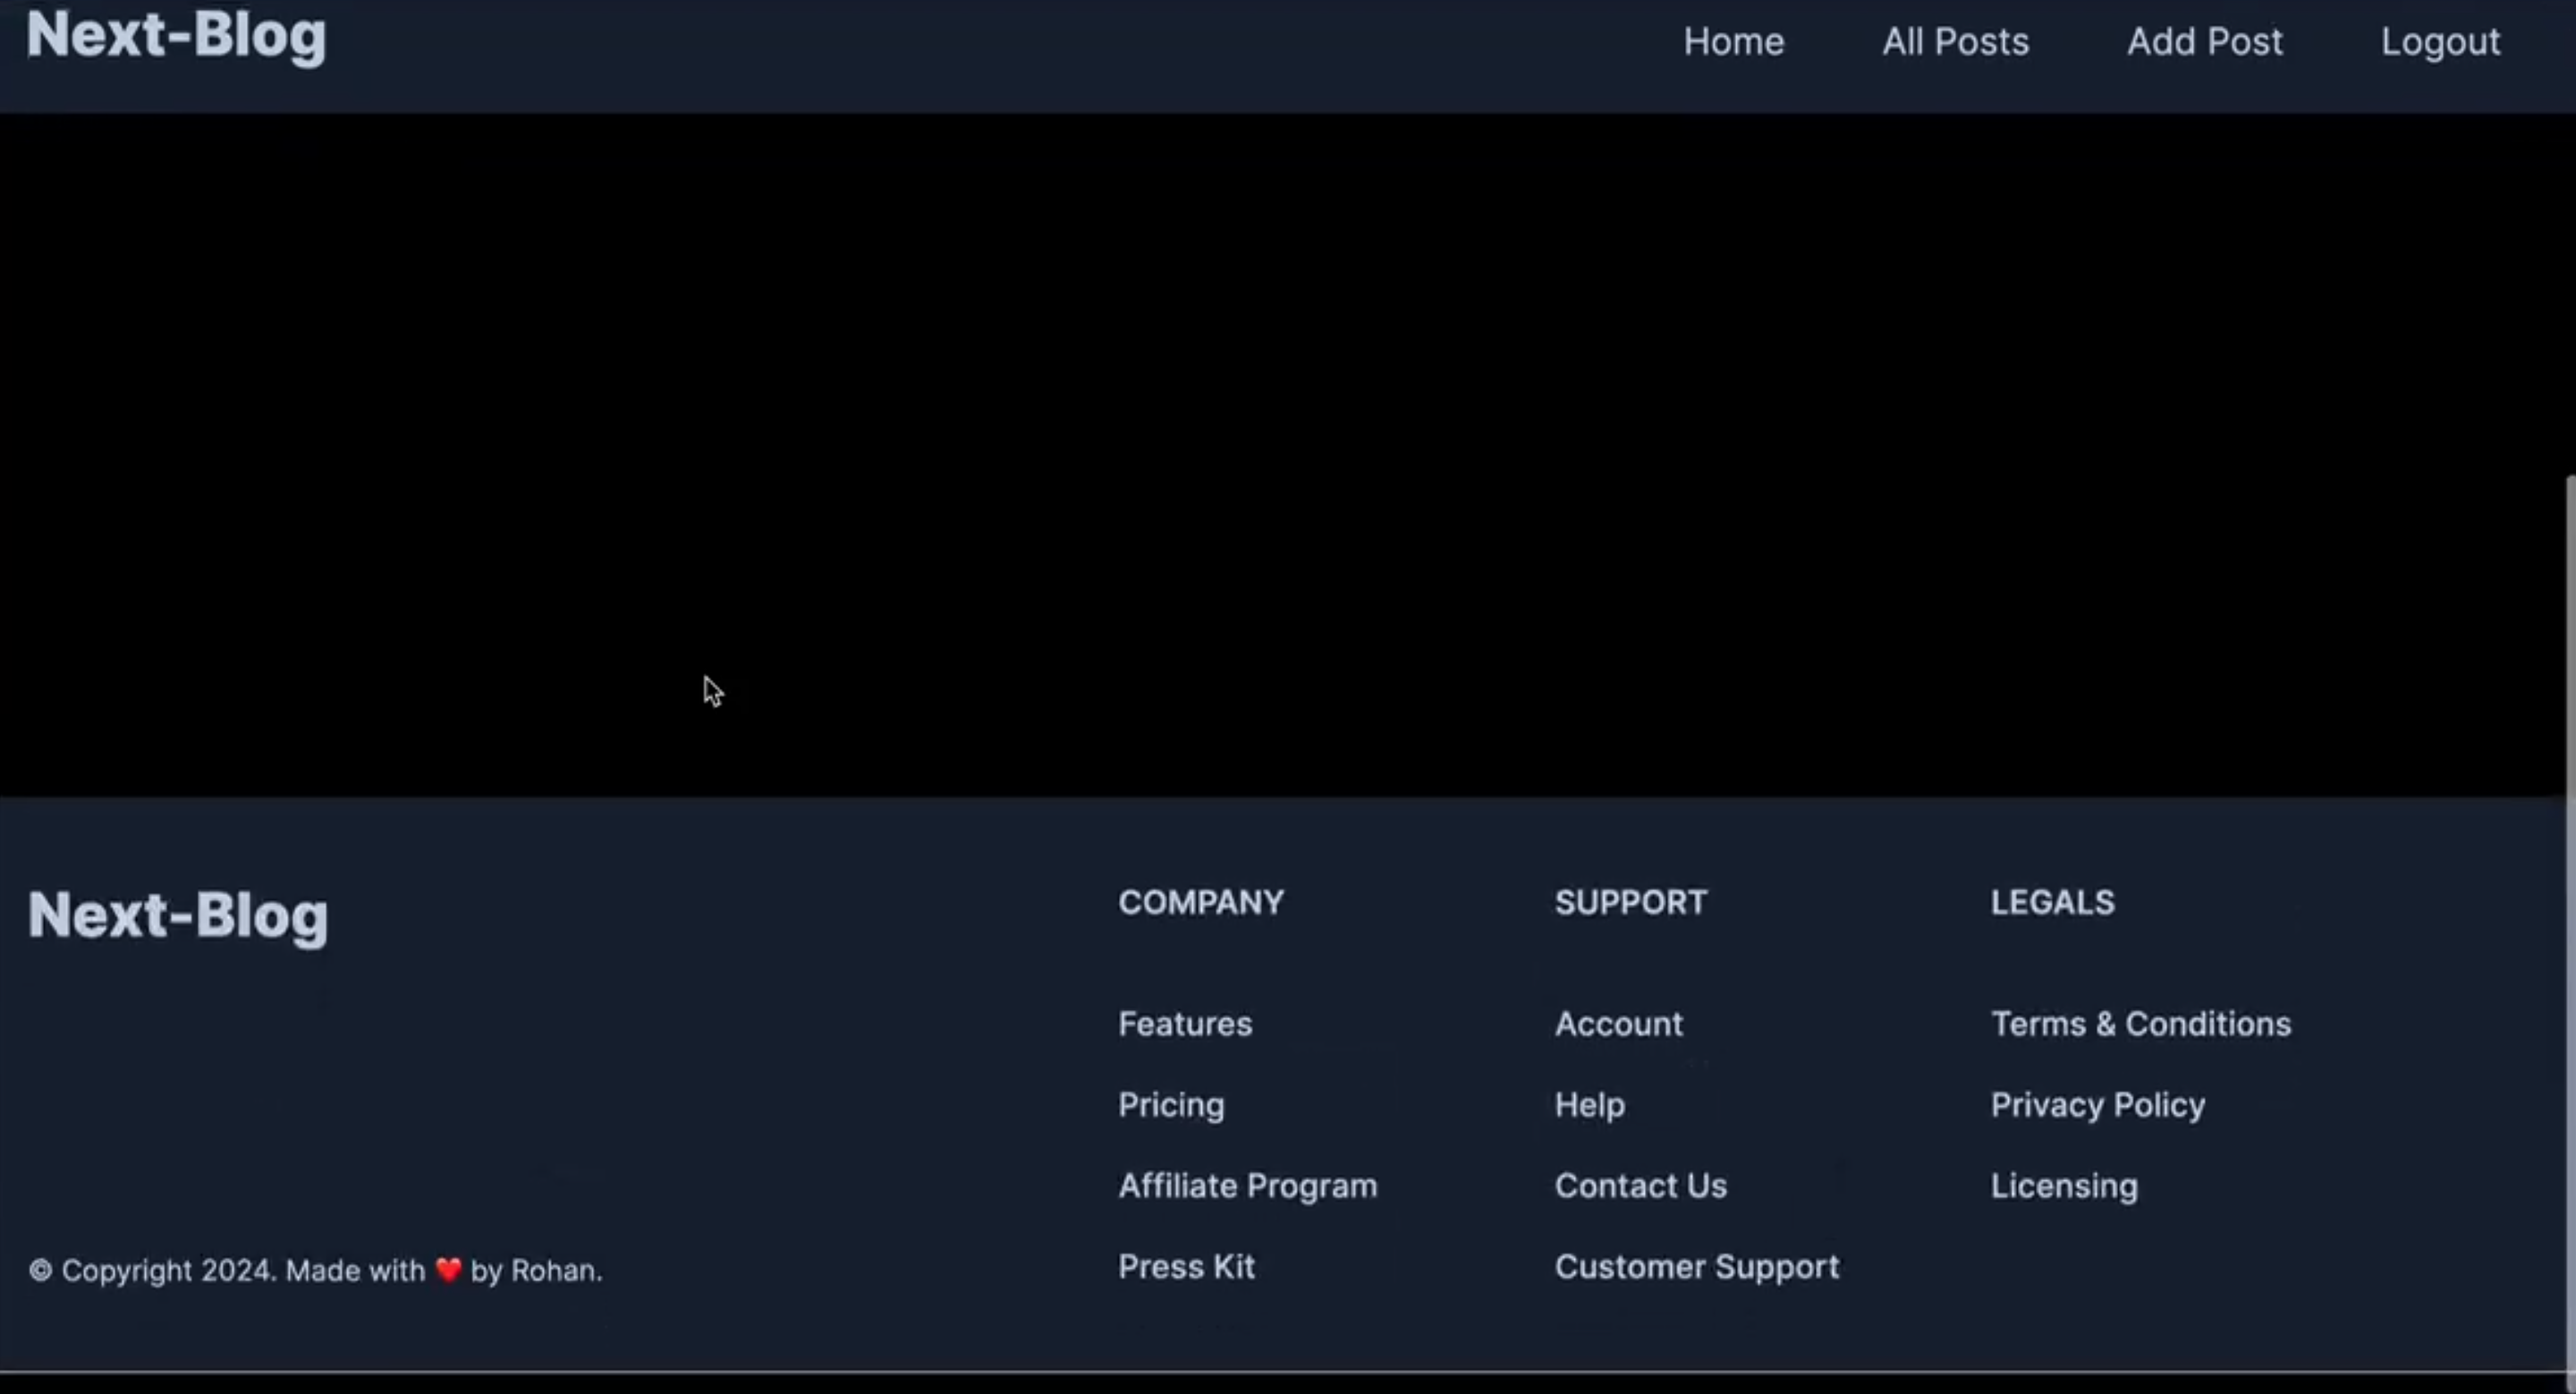 Next-Blog
Home All Posts Add Post Logout
Next-Blog
COMPANY
Features
Pricing
Affiliate Program
Press Kit
SUPPORT
Account
Help
Contact Us
Customer Support
LEGALS
Terms & Conditions
Privacy Policy
Licensing
© Copyright 2024. Made with ❤️ by Rohan.